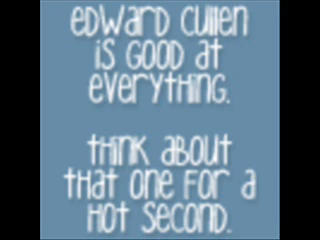 EDWARD CULLEN
IS GOOD AT
EVERYTHING.
THINK ABOUT
THAT ONE FOR A
HOT SECOND.